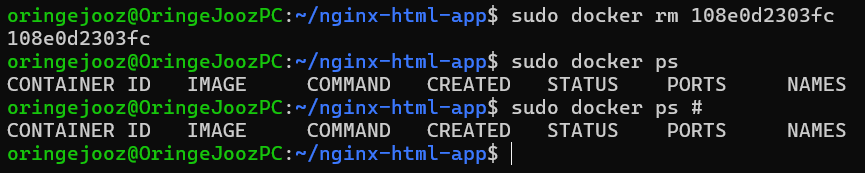 oringejooz@OringeJoozPC:~/nginx-html-app$ sudo docker rm 108e0d2303fc
108e0d2303fc
oringejooz@OringeJoozPC:~/nginx-html-app$ sudo docker ps
CONTAINER ID   IMAGE     COMMAND   CREATED   STATUS    PORTS     NAMES
oringejooz@OringeJoozPC:~/nginx-html-app$ sudo docker ps #
CONTAINER ID   IMAGE     COMMAND   CREATED   STATUS    PORTS     NAMES
oringejooz@OringeJoozPC:~/nginx-html-app$